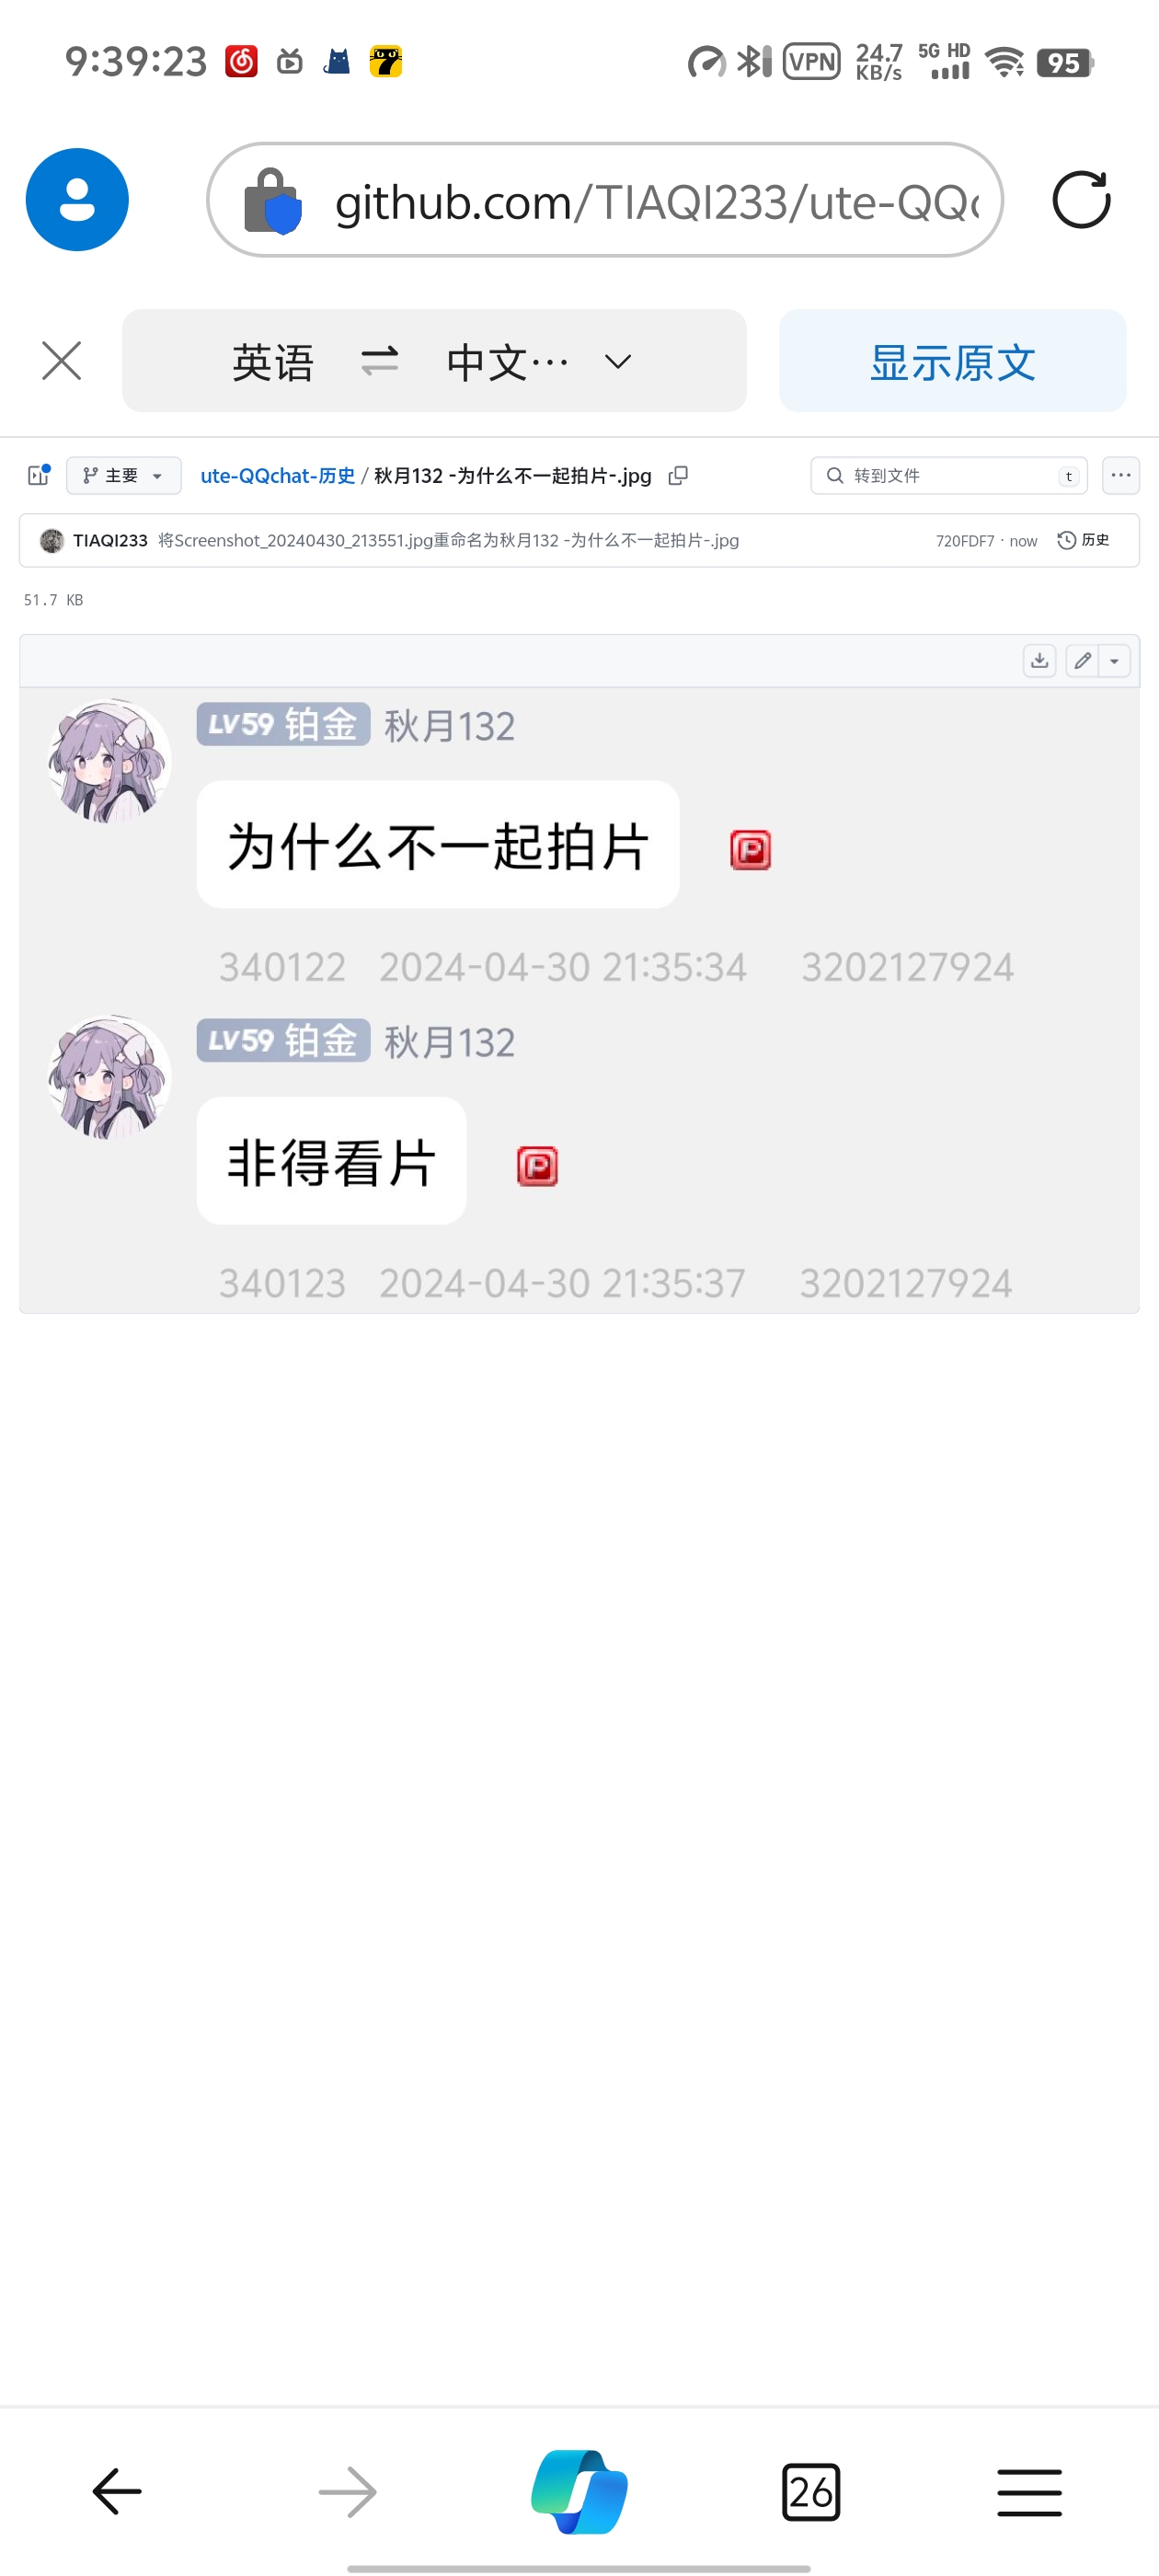 9:39:23 VPN 24.7 KB/s 5G HD 95
github.com/TIAQI233/ute-QQc
英语 中文… 显示原文
主要 ute-QQchat-历史 / 秋月132 -为什么不一起拍片-.jpg 转到文件 t
TIAQI233 将Screenshot_20240430_213551.jpg重命名为秋月132 -为什么不一起拍片-.jpg 720FDF7 · now 历史
51.7 KB
LV59 铂金 秋月132
为什么不一起拍片 P
340122 2024-04-30 21:35:34 3202127924
LV59 铂金 秋月132
非得看片 P
340123 2024-04-30 21:35:37 3202127924
26